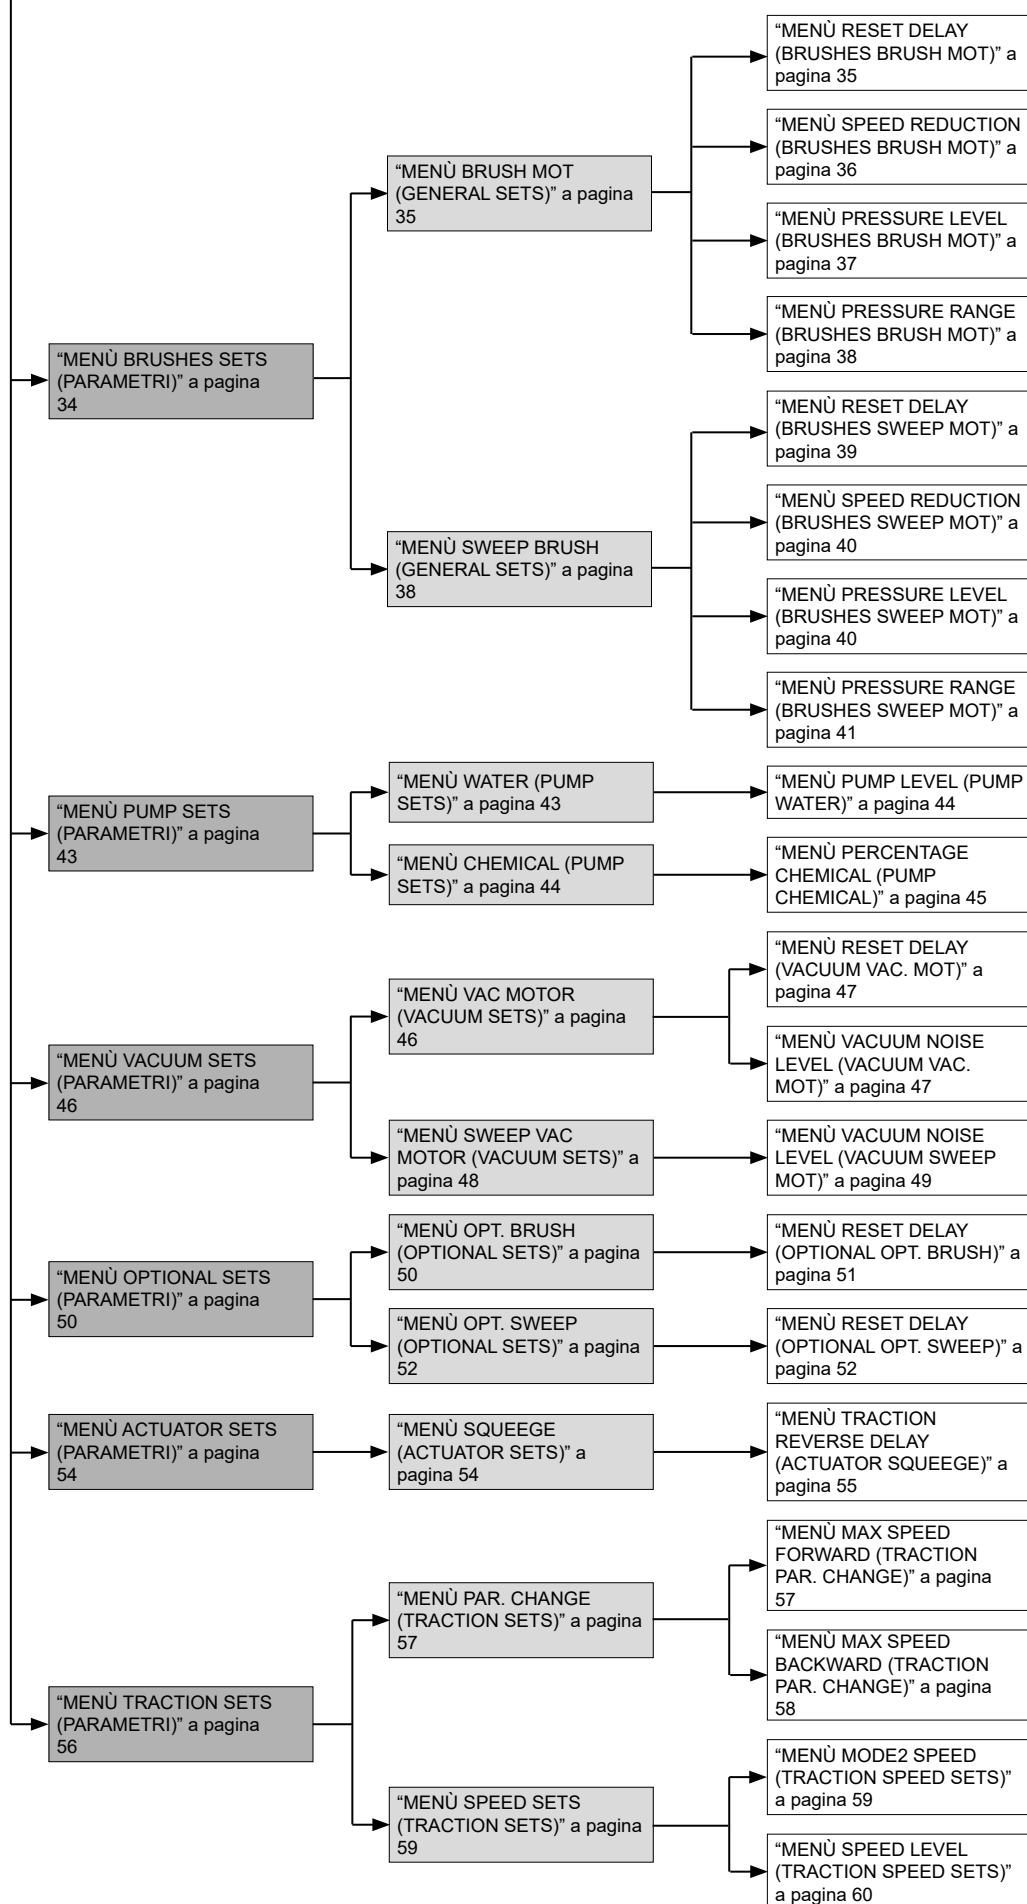 “MENÙ BRUSHES SETS
(PARAMETRI)” a pagina
34
“MENÙ BRUSH MOT
(GENERAL SETS)” a pagina
35
“MENÙ RESET DELAY
(BRUSHES BRUSH MOT)” a
pagina 35
“MENÙ SPEED REDUCTION
(BRUSHES BRUSH MOT)” a
pagina 36
“MENÙ PRESSURE LEVEL
(BRUSHES BRUSH MOT)” a
pagina 37
“MENÙ PRESSURE RANGE
(BRUSHES BRUSH MOT)” a
pagina 38
“MENÙ SWEEP BRUSH
(GENERAL SETS)” a pagina
38
“MENÙ RESET DELAY
(BRUSHES SWEEP MOT)” a
pagina 39
“MENÙ SPEED REDUCTION
(BRUSHES SWEEP MOT)” a
pagina 40
“MENÙ PRESSURE LEVEL
(BRUSHES SWEEP MOT)” a
pagina 40
“MENÙ PRESSURE RANGE
(BRUSHES SWEEP MOT)” a
pagina 41
“MENÙ PUMP SETS
(PARAMETRI)” a pagina
43
“MENÙ WATER (PUMP
SETS)” a pagina 43
“MENÙ PUMP LEVEL (PUMP
WATER)” a pagina 44
“MENÙ CHEMICAL (PUMP
SETS)” a pagina 44
“MENÙ PERCENTAGE
CHEMICAL (PUMP
CHEMICAL)” a pagina 45
“MENÙ VACUUM SETS
(PARAMETRI)” a pagina
46
“MENÙ VAC MOTOR
(VACUUM SETS)” a pagina
46
“MENÙ RESET DELAY
(VACUUM VAC. MOT)” a
pagina 47
“MENÙ VACUUM NOISE
LEVEL (VACUUM VAC.
MOT)” a pagina 47
“MENÙ SWEEP VAC
MOTOR (VACUUM SETS)” a
pagina 48
“MENÙ VACUUM NOISE
LEVEL (VACUUM SWEEP
MOT)” a pagina 49
“MENÙ OPTIONAL SETS
(PARAMETRI)” a pagina
50
“MENÙ OPT. BRUSH
(OPTIONAL SETS)” a pagina
50
“MENÙ RESET DELAY
(OPTIONAL OPT. BRUSH)” a
pagina 51
“MENÙ OPT. SWEEP
(OPTIONAL SETS)” a pagina
52
“MENÙ RESET DELAY
(OPTIONAL OPT. SWEEP)” a
pagina 52
“MENÙ ACTUATOR SETS
(PARAMETRI)” a pagina
54
“MENÙ SQUEEGE
(ACTUATOR SETS)” a
pagina 54
“MENÙ TRACTION
REVERSE DELAY
(ACTUATOR SQUEEGE)” a
pagina 55
“MENÙ TRACTION SETS
(PARAMETRI)” a pagina
56
“MENÙ PAR. CHANGE
(TRACTION SETS)” a pagina
57
“MENÙ MAX SPEED
FORWARD (TRACTION
PAR. CHANGE)” a pagina
57
“MENÙ MAX SPEED
BACKWARD (TRACTION
PAR. CHANGE)” a pagina
58
“MENÙ SPEED SETS
(TRACTION SETS)” a pagina
59
“MENÙ MODE2 SPEED
(TRACTION SPEED SETS)”
a pagina 59
“MENÙ SPEED LEVEL
(TRACTION SPEED SETS)”
a pagina 60